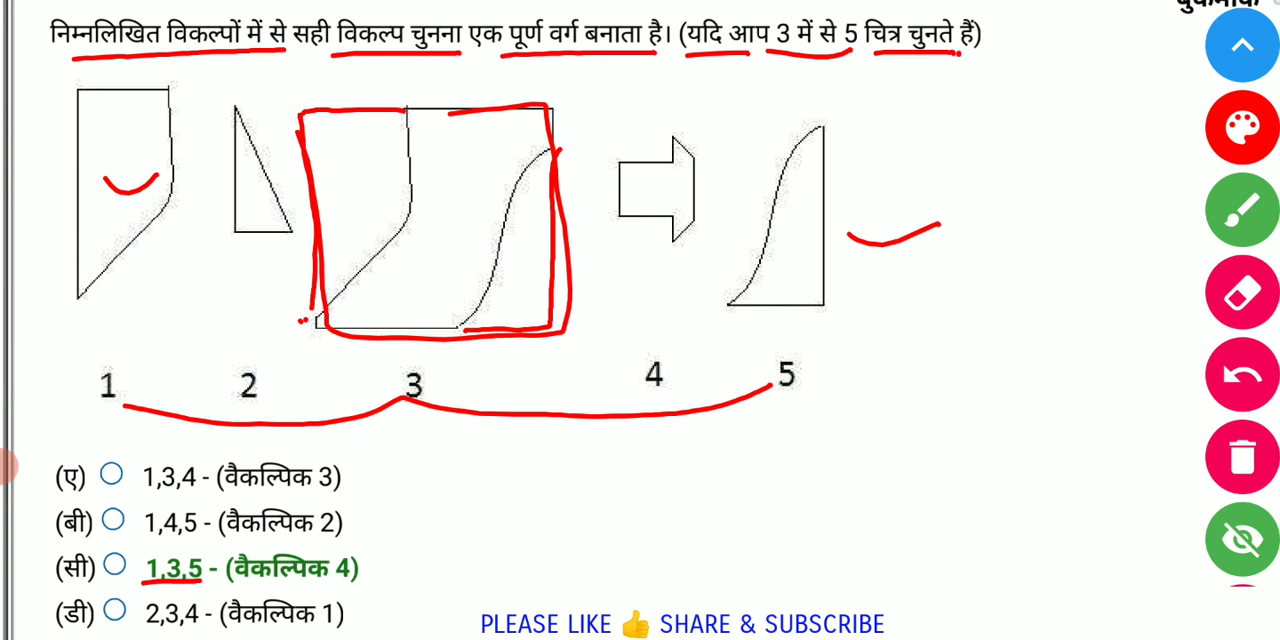 निम्नलिखित विकल्पों में से सही विकल्प चुनना एक पूर्ण वर्ग बनाता है। (यदि आप 3 में से 5 चित्र चुनते हैं)
1 2 3 4 5
(ए) 1,3,4 - (वैकल्पिक 3)
(बी) 1,4,5 - (वैकल्पिक 2)
(सी) 1,3,5 - (वैकल्पिक 4)
(डी) 2,3,4 - (वैकल्पिक 1)
PLEASE LIKE 👍 SHARE & SUBSCRIBE